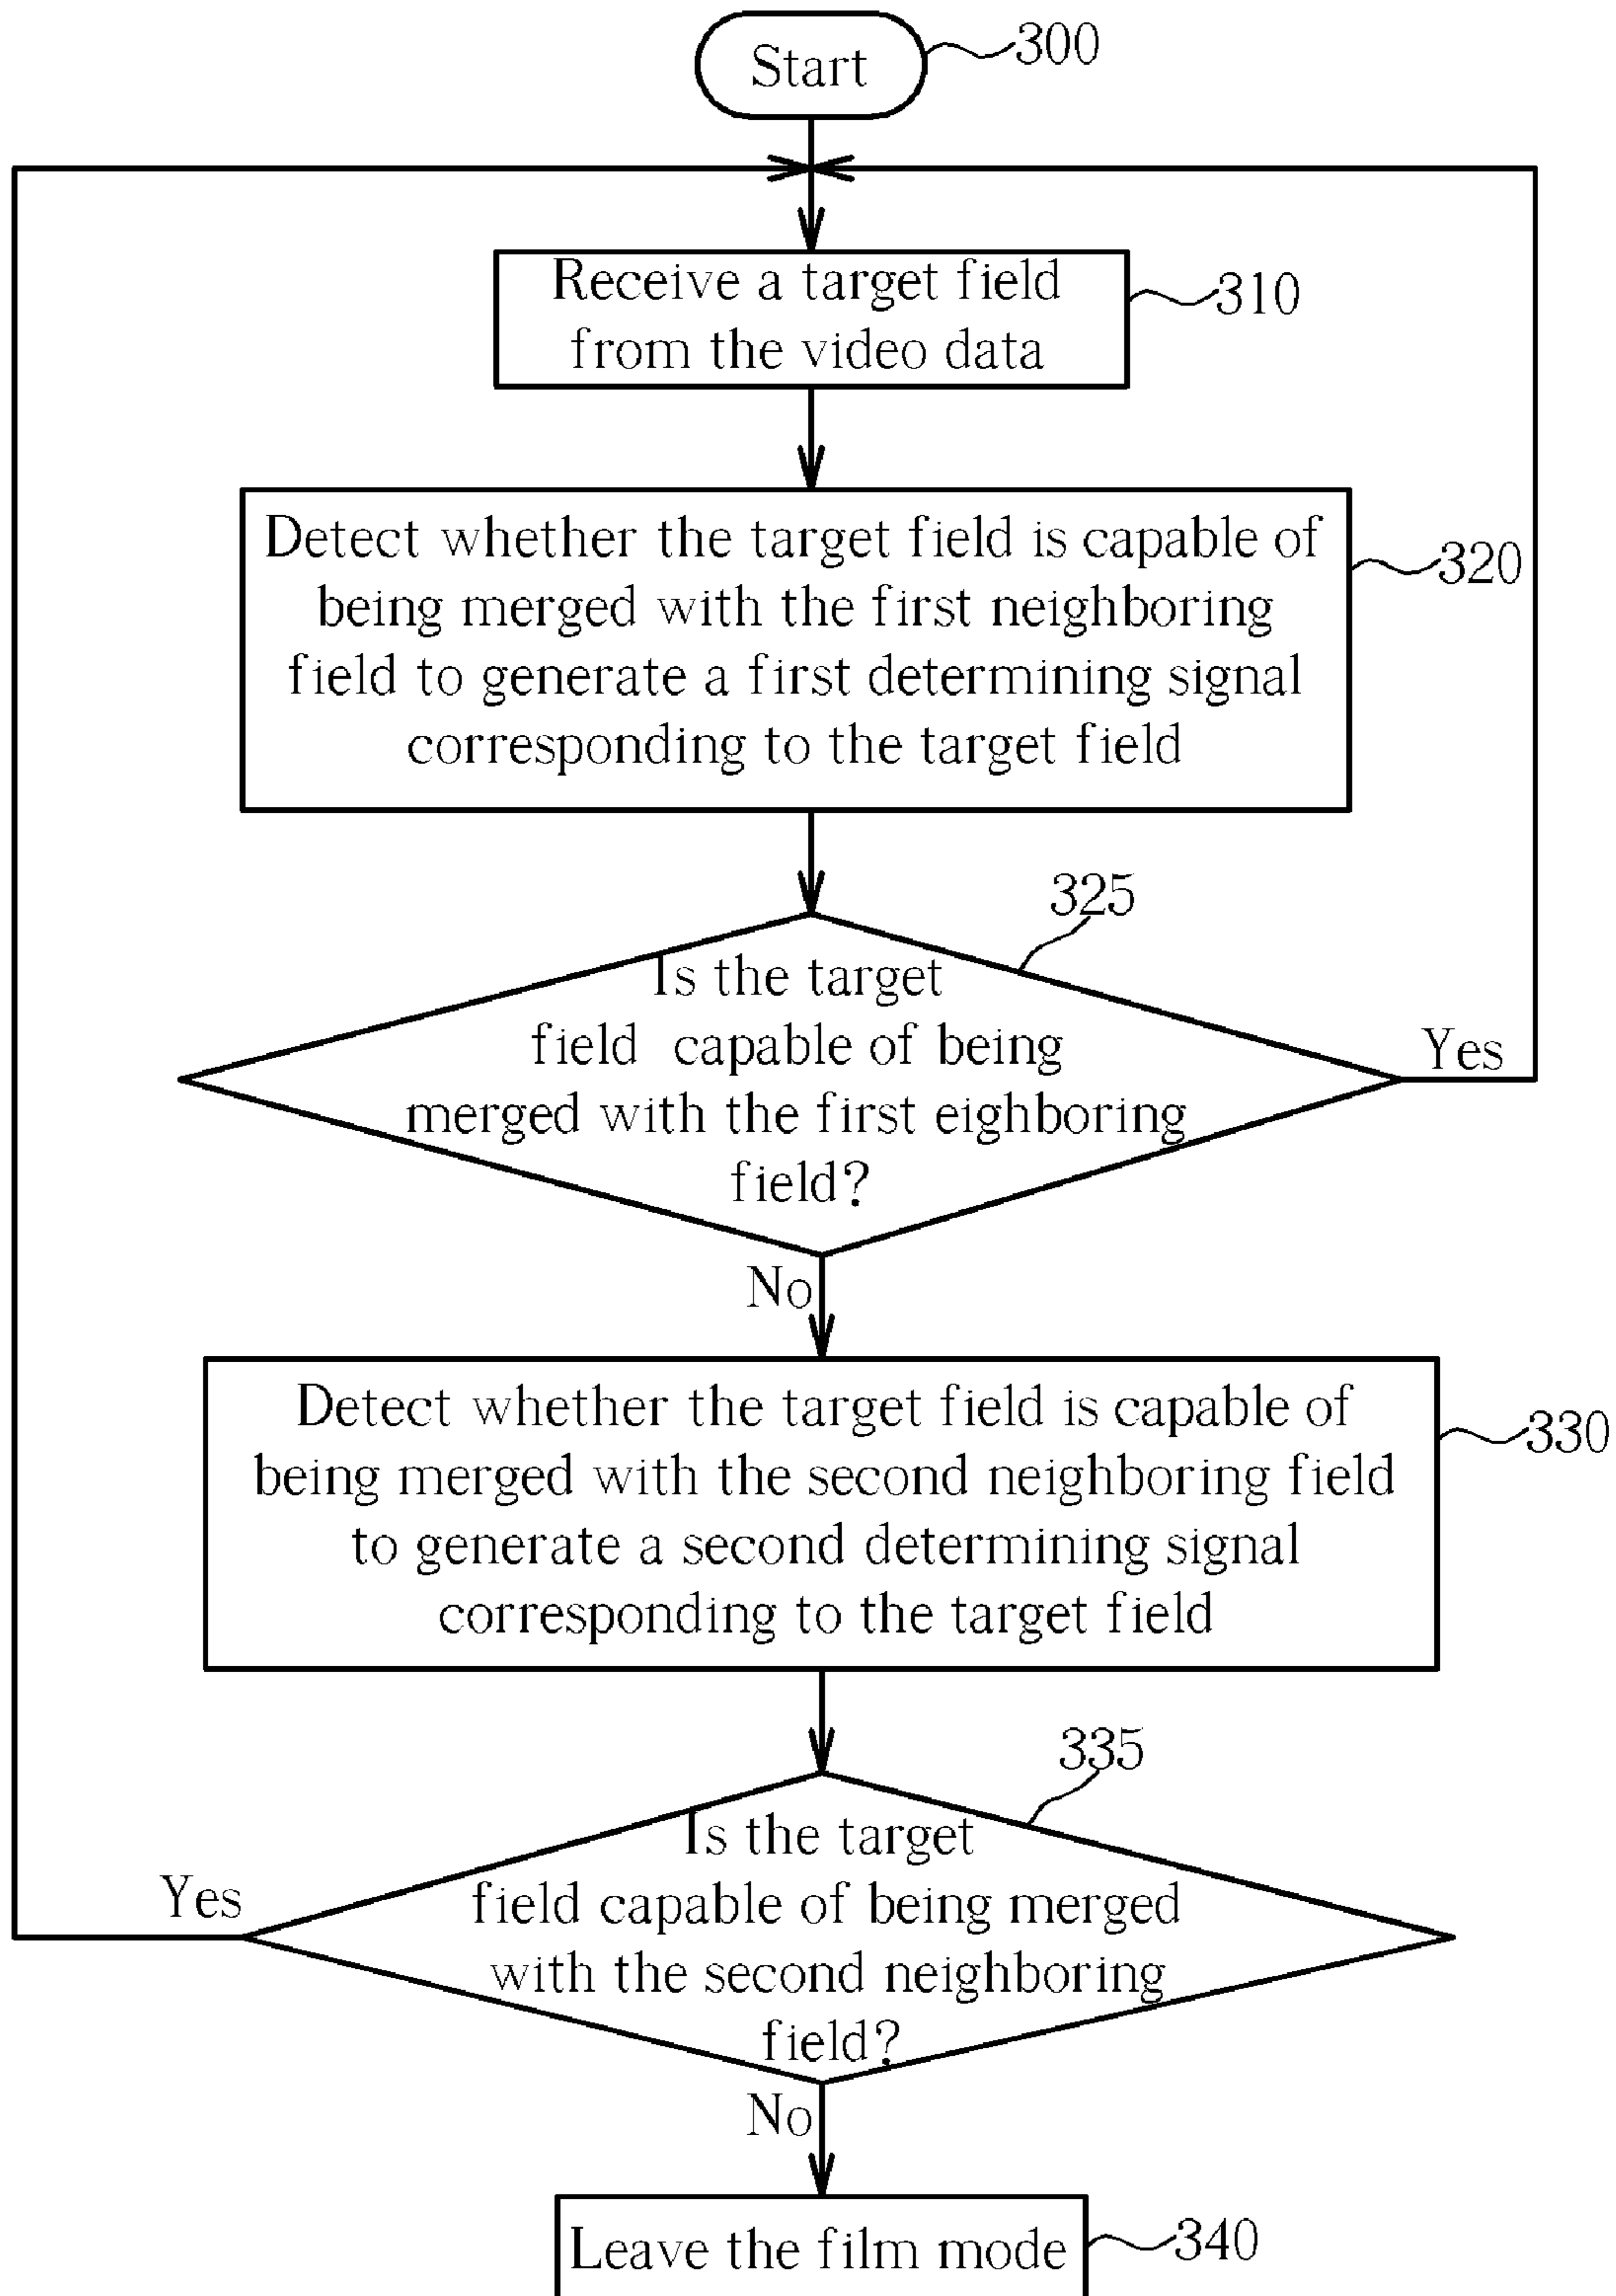 Start
300
Receive a target field
from the video data
310
Detect whether the target field is capable of
being merged with the first neighboring
field to generate a first determining signal
corresponding to the target field
320
325
Is the target
field capable of being
merged with the first eighboring
field?
Yes
No
Detect whether the target field is capable of
being merged with the second neighboring field
to generate a second determining signal
corresponding to the target field
330
335
Is the target
field capable of being merged
with the second neighboring
field?
Yes
No
Leave the film mode
340